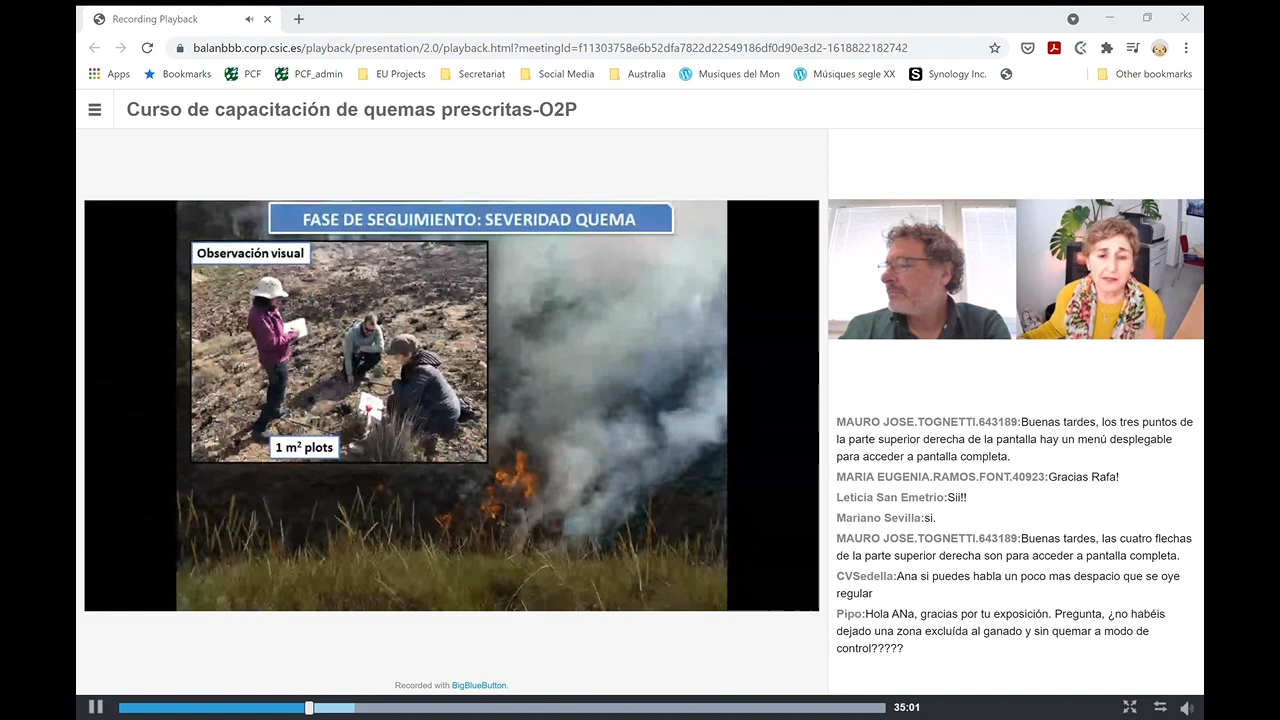 Recording Playback
balanbbb.corp.csic.es/playback/presentation/2.0/playback.html?meetingId=f11303758e6b52dfa7822d22549186df0d90e3d2-1618822182742
Apps Bookmarks PCF PCF_admin EU Projects Secretariat Social Media Australia Musiques del Mon Músiques segle XX Synology Inc. Other bookmarks
Curso de capacitación de quemas prescritas-O2P
FASE DE SEGUIMIENTO: SEVERIDAD QUEMA
Observación visual
1 m² plots
MAURO JOSE.TOGNETTI.643189:Buenas tardes, los tres puntos de
la parte superior derecha de la pantalla hay un menú desplegable
para acceder a pantalla completa.
MARIA EUGENIA.RAMOS.FONT.40923:Gracias Rafa!
Leticia San Emetrio:Sii!!
Mariano Sevilla:si.
MAURO JOSE.TOGNETTI.643189:Buenas tardes, las cuatro flechas
de la parte superior derecha son para acceder a pantalla completa.
CVSedella:Ana si puedes habla un poco mas despacio que se oye
regular
Pipo:Hola ANa, gracias por tu exposición. Pregunta, ¿no habéis
dejado una zona excluída al ganado y sin quemar a modo de
control?????
Recorded with BigBlueButton.
35:01